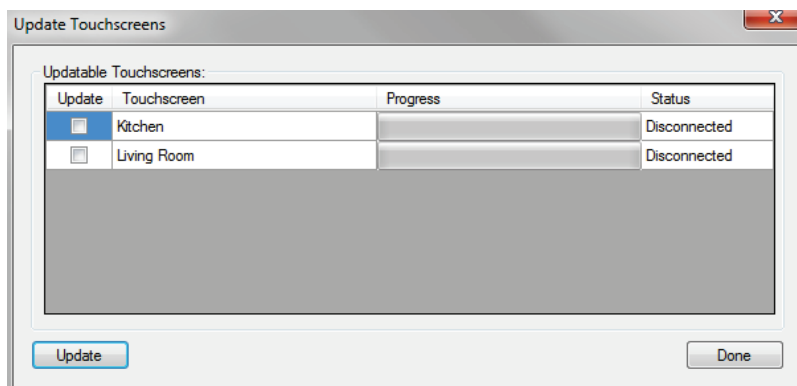 Update Touchscreens
Updatable Touchscreens:
Update Touchscreen Progress Status
Kitchen Disconnected
Living Room Disconnected
Update Done